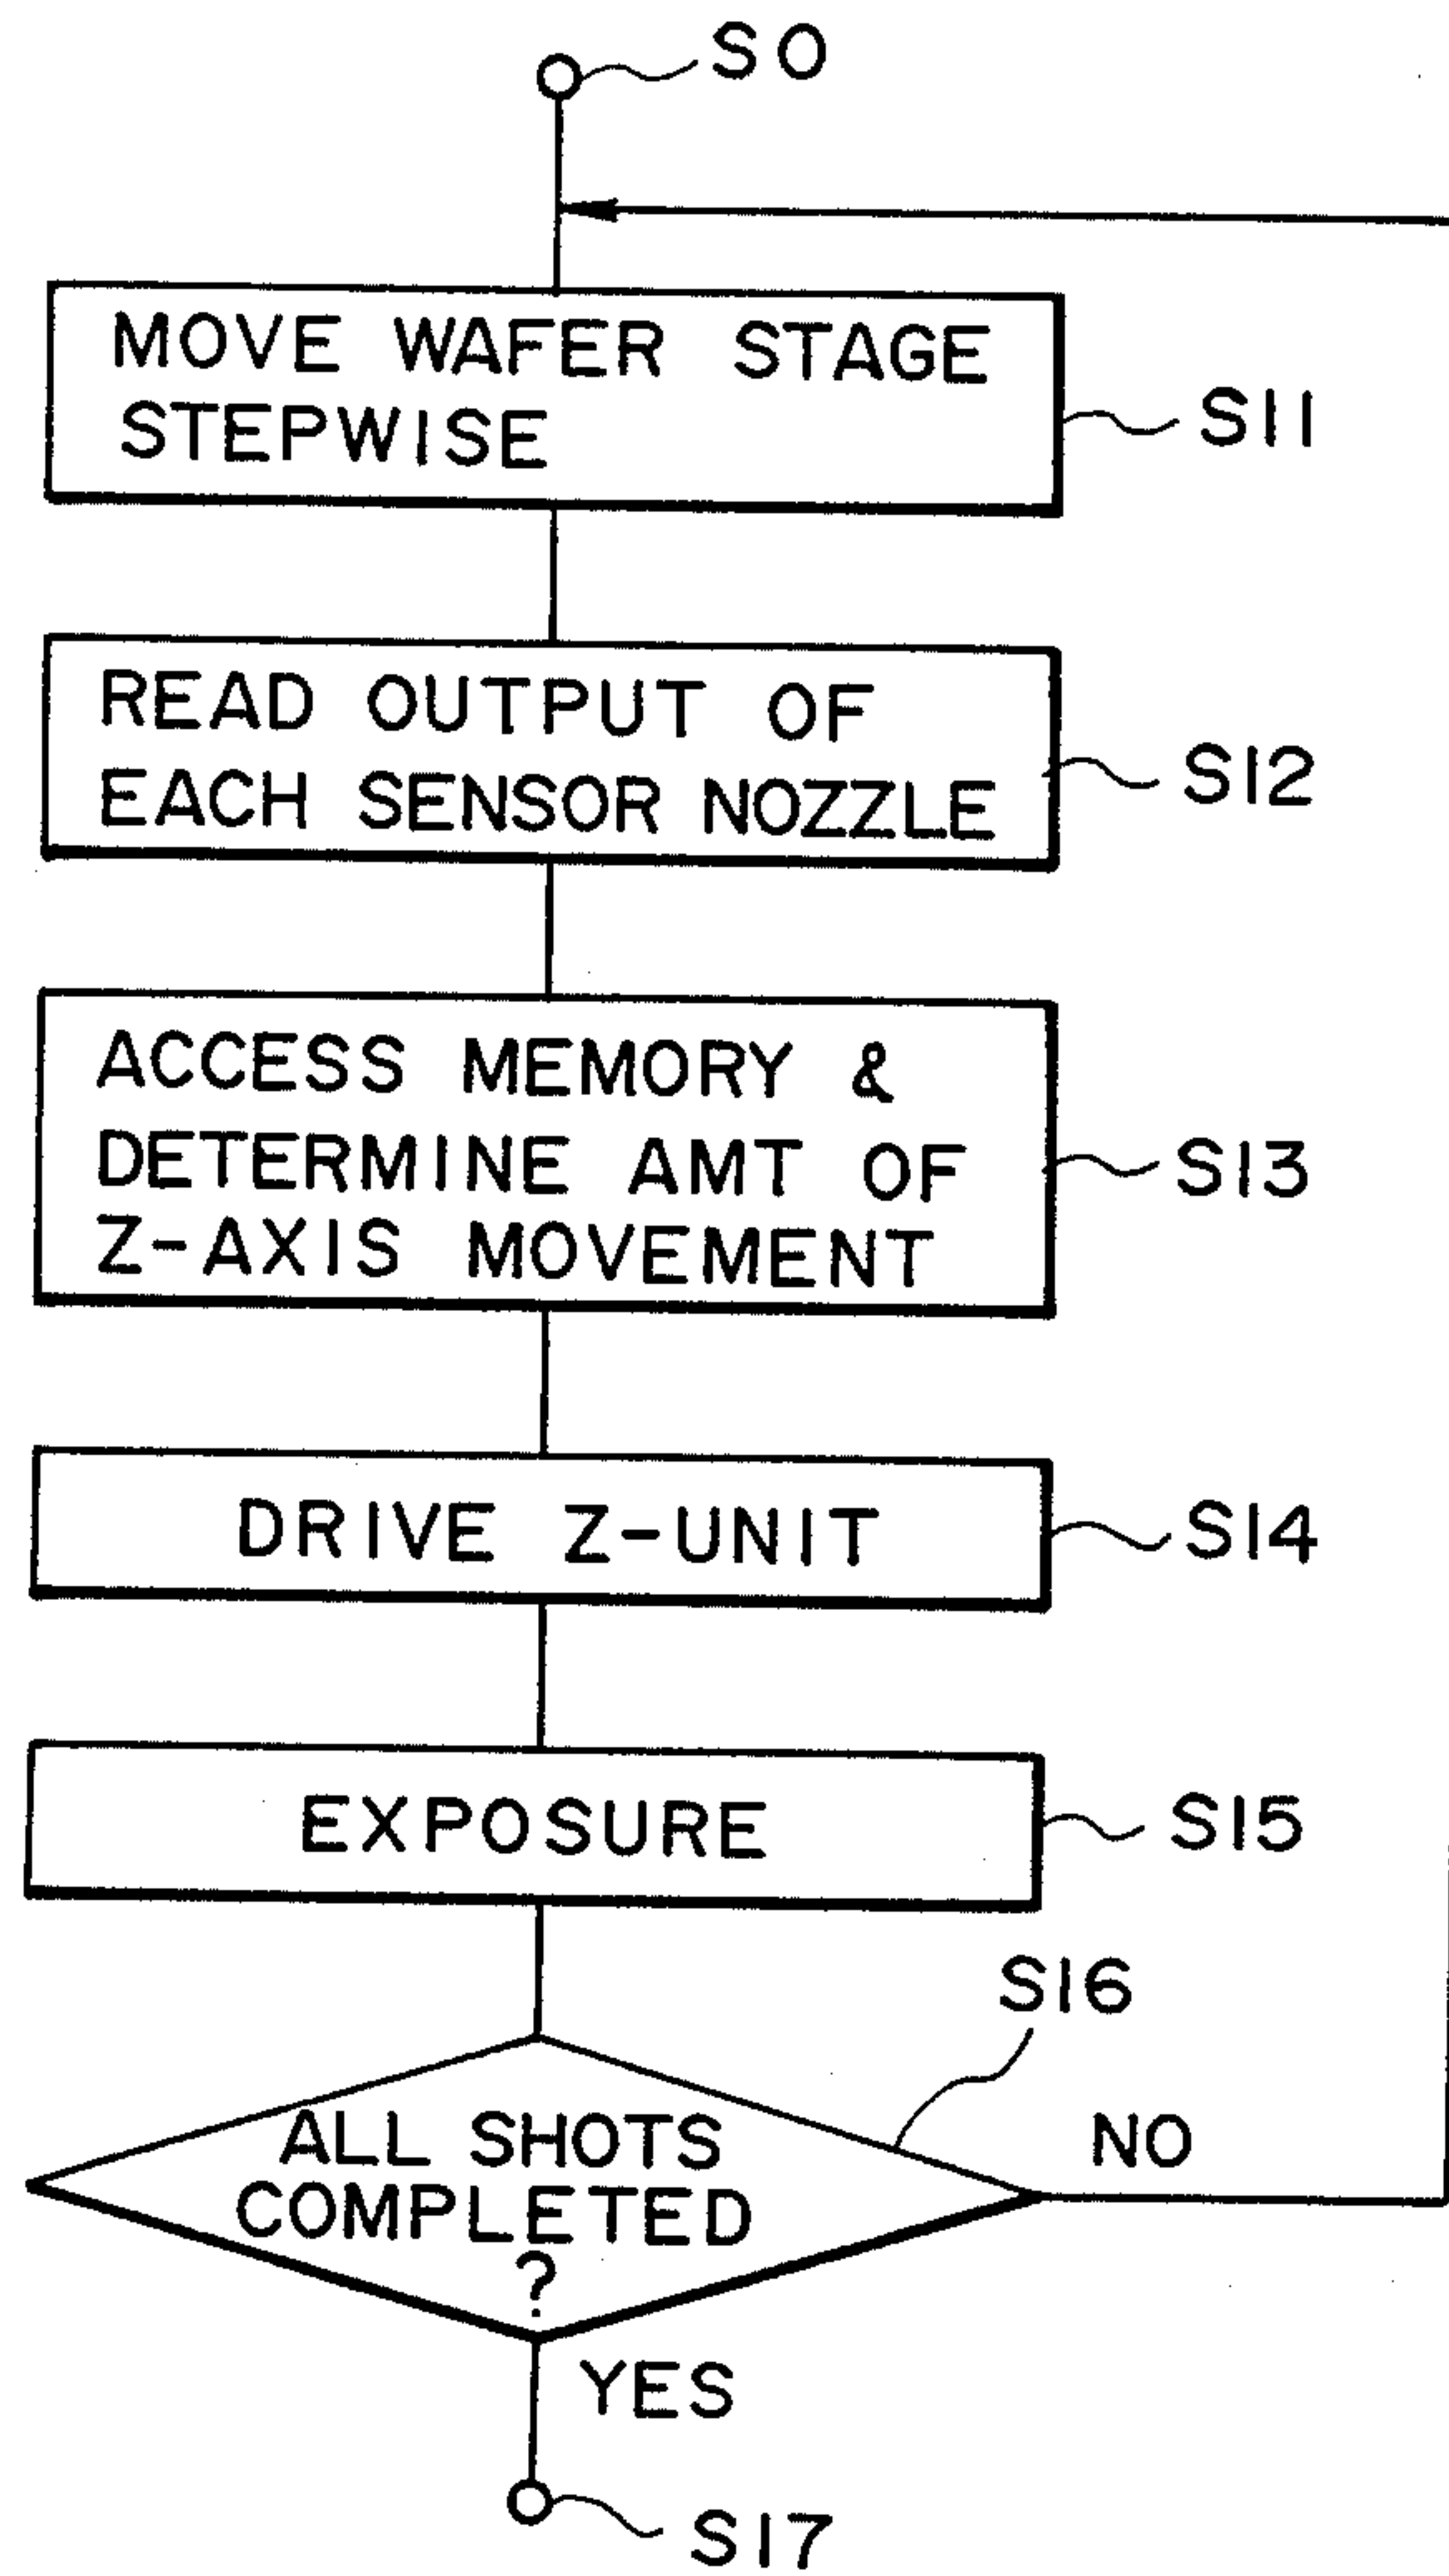 SO
MOVE WAFER STAGE
STEPWISE
S11
READ OUTPUT OF
EACH SENSOR NOZZLE
S12
ACCESS MEMORY &
DETERMINE AMT OF
Z-AXIS MOVEMENT
S13
DRIVE Z-UNIT
S14
EXPOSURE
S15
S16
ALL SHOTS
COMPLETED
?
NO
YES
S17